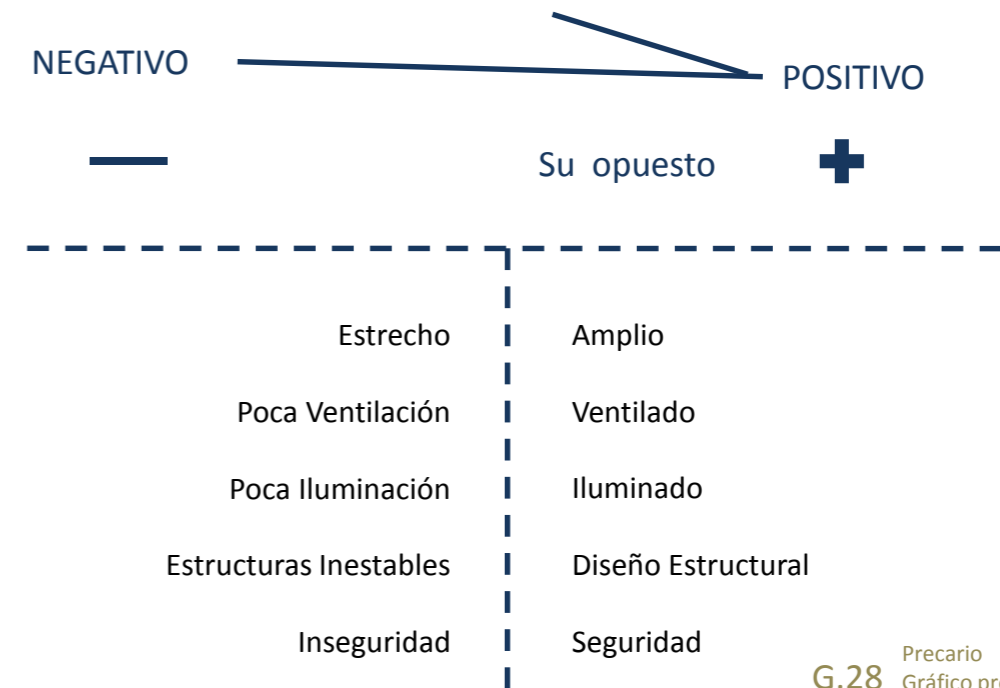 NEGATIVO
POSITIVO
Su opuesto
Estrecho Amplio
Poca Ventilación Ventilado
Poca Iluminación Iluminado
Estructuras Inestables Diseño Estructural
Inseguridad Seguridad
Precario
G.28 Gráfico